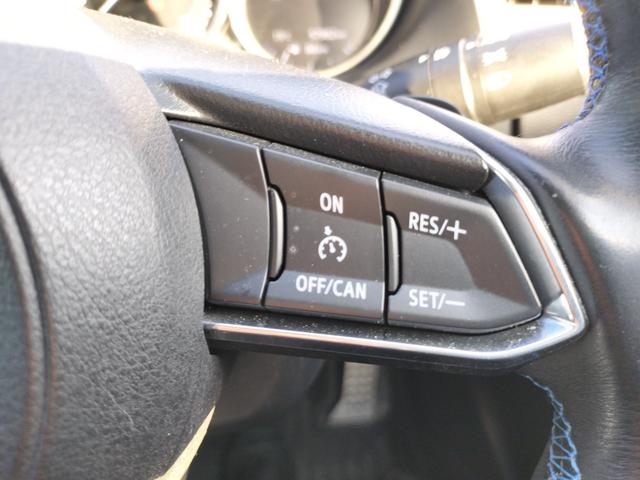 ON
RES/+
OFF/CAN
SET/−